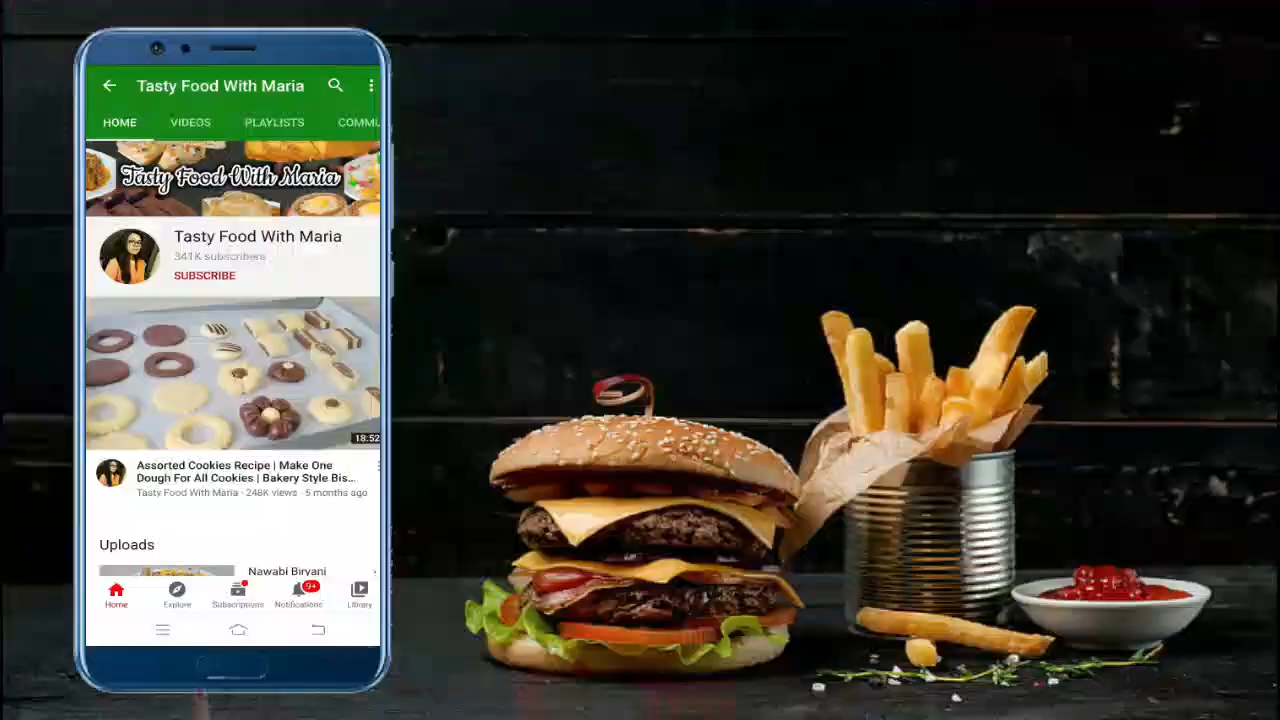 Tasty Food With Maria
HOME VIDEOS PLAYLISTS COMMU
Tasty Food With Maria
Tasty Food With Maria
341K subscribers
SUBSCRIBE
18:52
Assorted Cookies Recipe | Make One
Dough For All Cookies | Bakery Style Bis...
Tasty Food With Maria · 246K views · 5 months ago
Uploads
Nawabi Biryani
9+
Home Explore Subscriptions Notifications Library